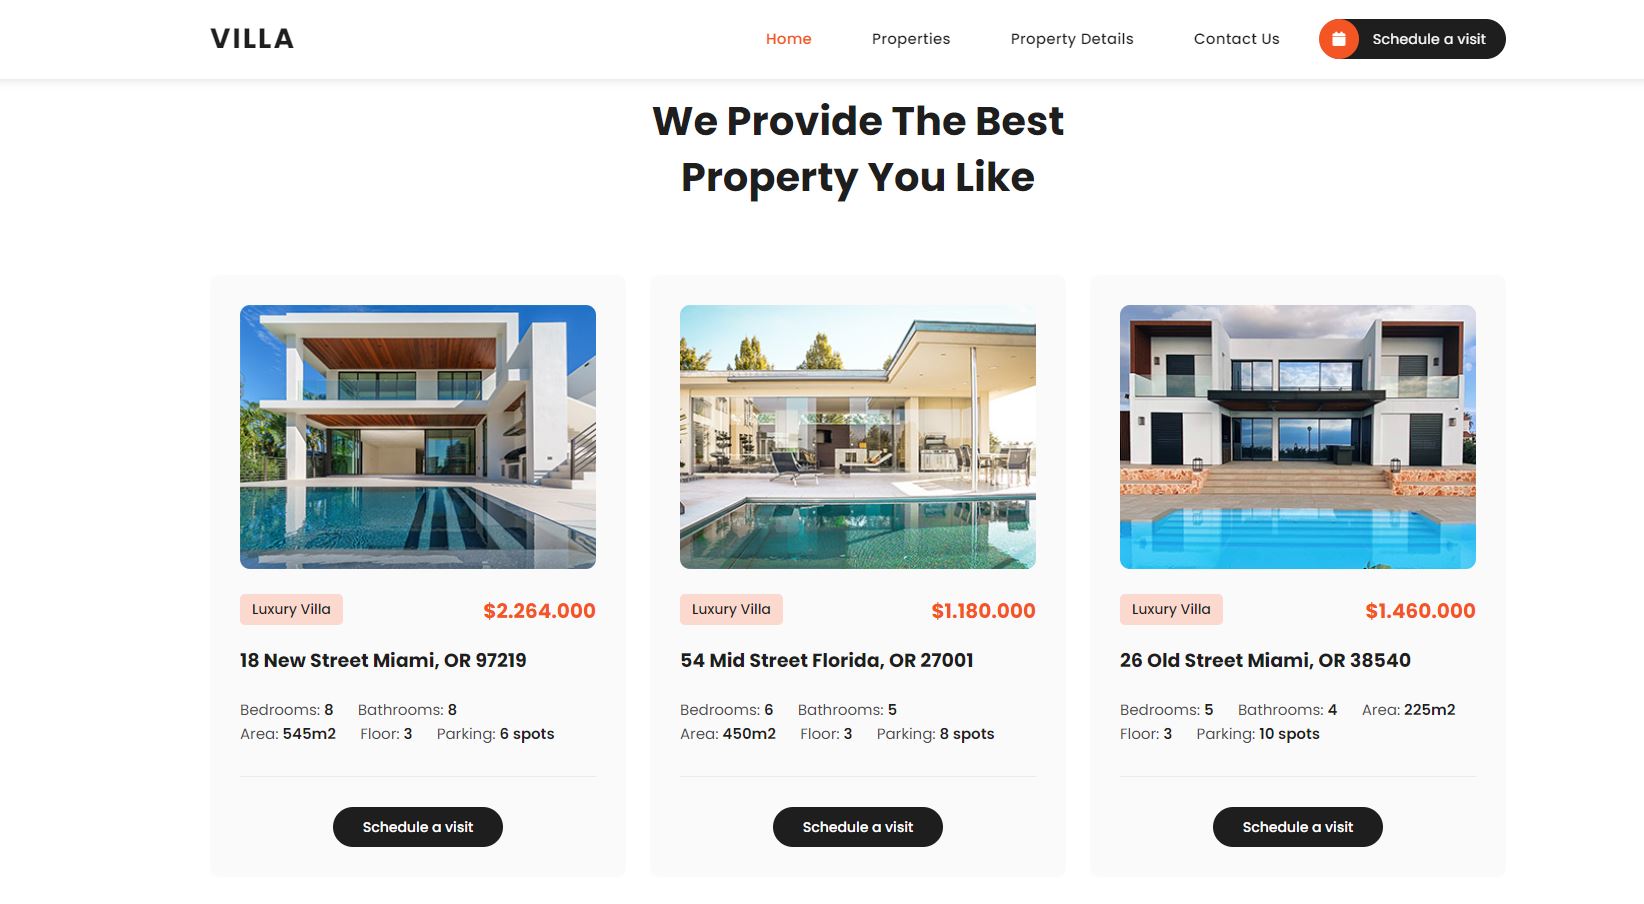 VILLA
Home Properties Property Details Contact Us Schedule a visit
We Provide The Best
Property You Like
Luxury Villa $2.264.000
18 New Street Miami, OR 97219
Bedrooms: 8 Bathrooms: 8
Area: 545m2 Floor: 3 Parking: 6 spots
Schedule a visit
Luxury Villa $1.180.000
54 Mid Street Florida, OR 27001
Bedrooms: 6 Bathrooms: 5
Area: 450m2 Floor: 3 Parking: 8 spots
Schedule a visit
Luxury Villa $1.460.000
26 Old Street Miami, OR 38540
Bedrooms: 5 Bathrooms: 4 Area: 225m2
Floor: 3 Parking: 10 spots
Schedule a visit